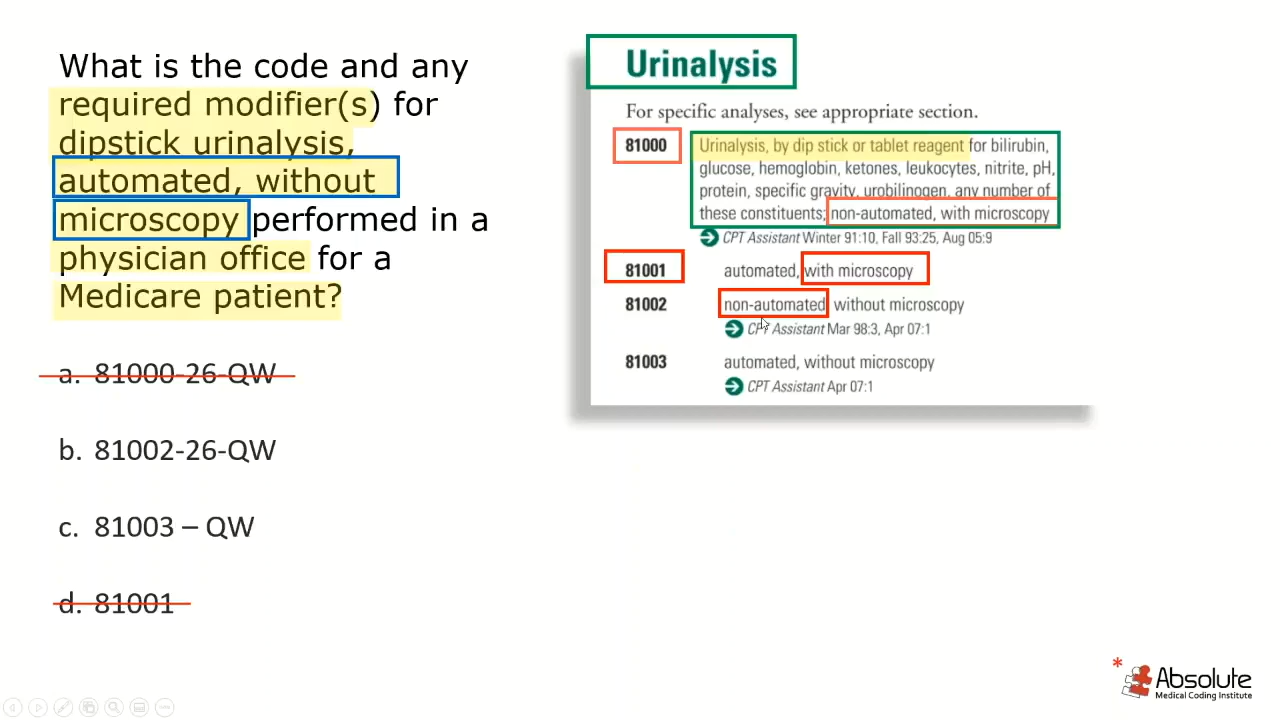 What is the code and any
required modifier(s) for
dipstick urinalysis,
automated, without
microscopy performed in a
physician office for a
Medicare patient?
a. 81000-26-QW
b. 81002-26-QW
c. 81003 – QW
d. 81001
Urinalysis
For specific analyses, see appropriate section.
81000 Urinalysis, by dip stick or tablet reagent for bilirubin,
glucose, hemoglobin, ketones, leukocytes, nitrite, pH,
protein, specific gravity, urobilinogen, any number of
these constituents; non-automated, with microscopy
CPT Assistant Winter 91:10, Fall 93:25, Aug 05:9
81001 automated, with microscopy
81002 non-automated, without microscopy
CPT Assistant Mar 98:3, Apr 07:1
81003 automated, without microscopy
CPT Assistant Apr 07:1
* Absolute
Medical Coding Institute